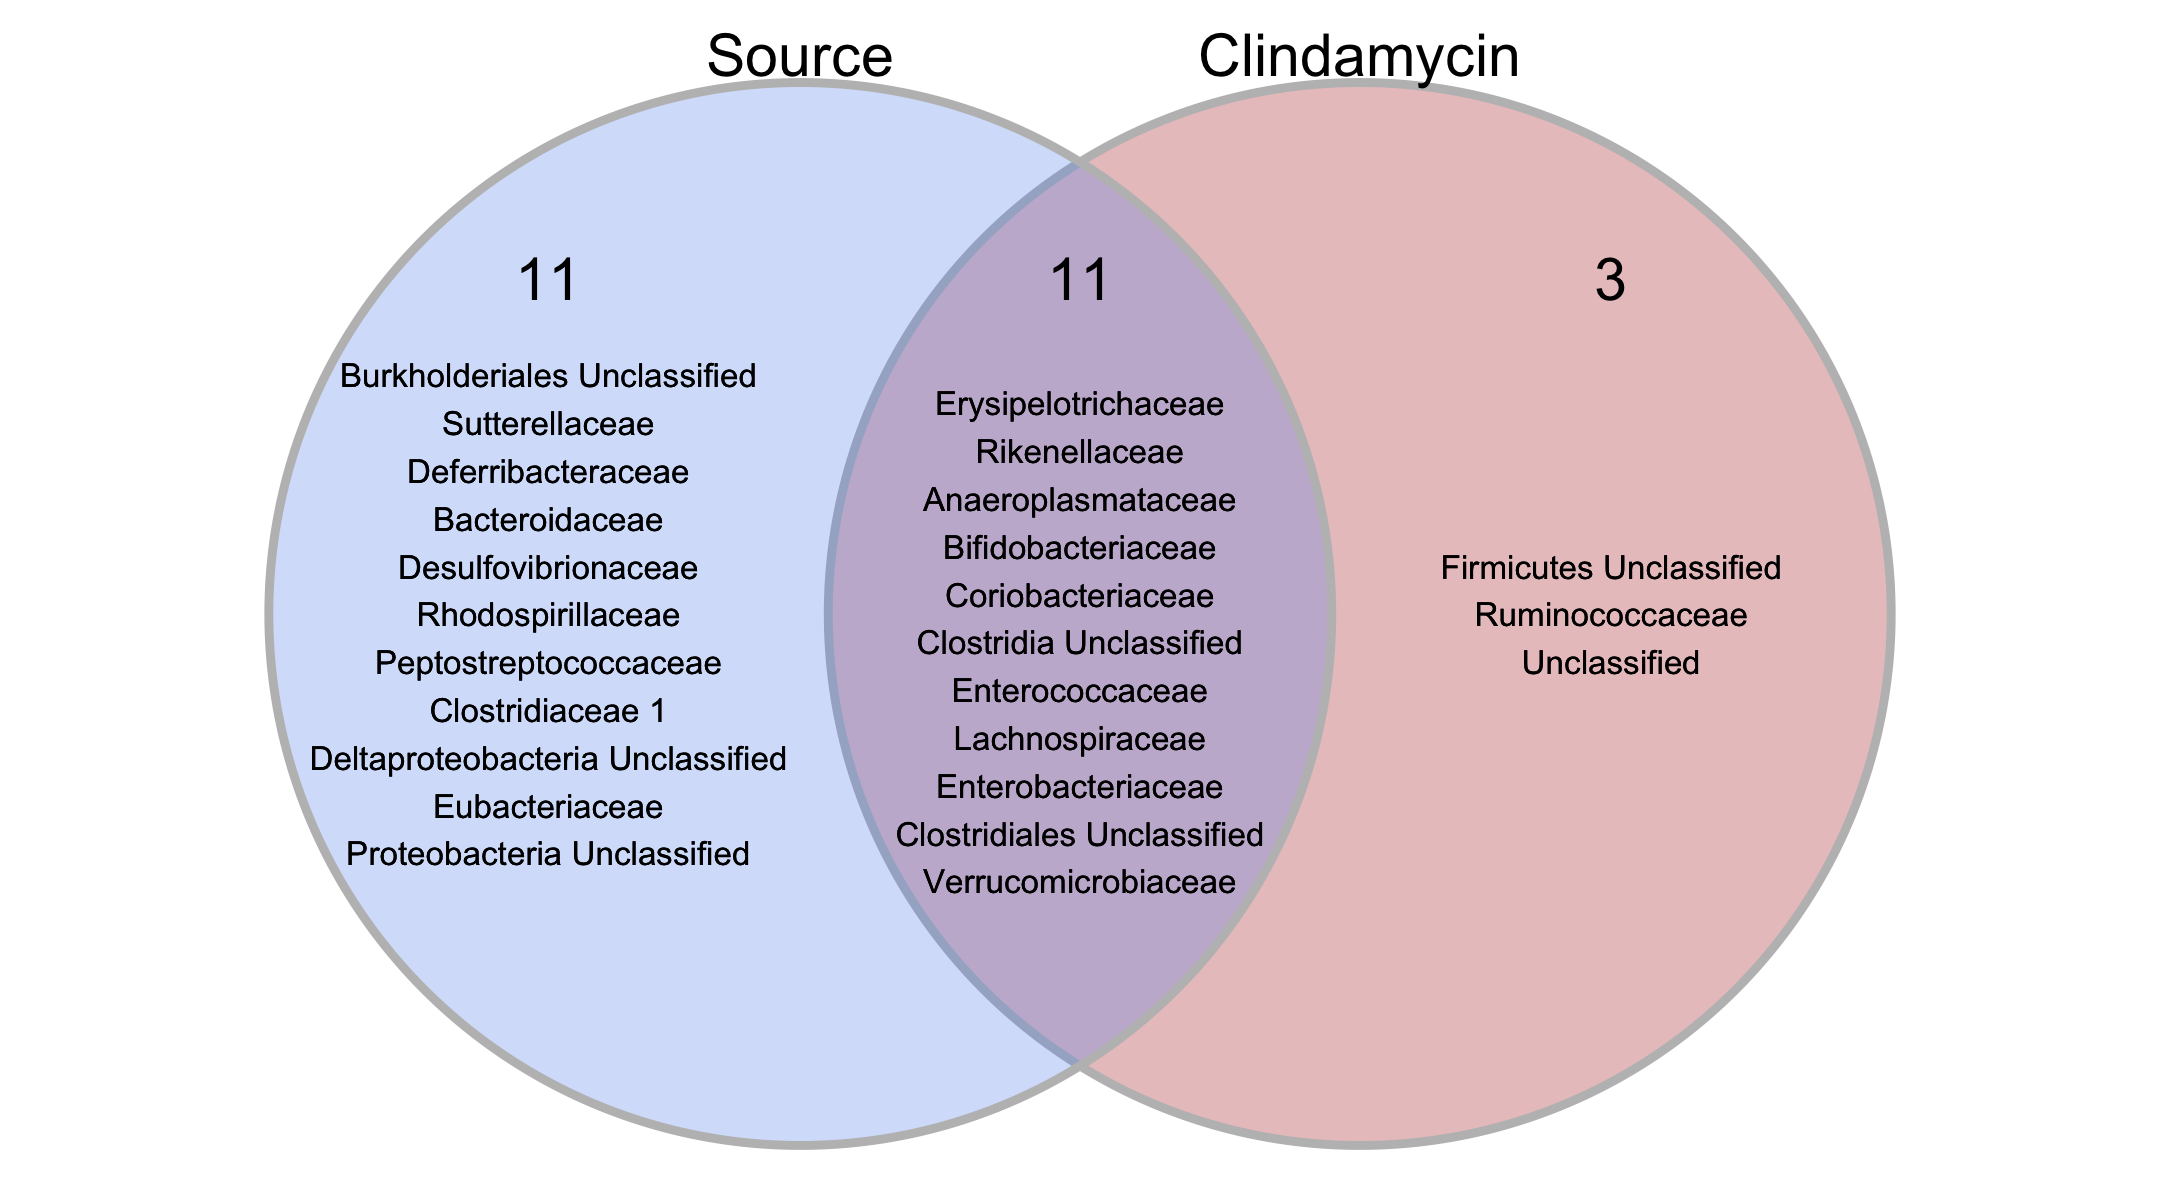 Source
Clindamycin
11
11
3
Burkholderiales Unclassified
Sutterellaceae
Deferribacteraceae
Bacteroidaceae
Desulfovibrionaceae
Rhodospirillaceae
Peptostreptococcaceae
Clostridiaceae 1
Deltaproteobacteria Unclassified
Eubacteriaceae
Proteobacteria Unclassified
Erysipelotrichaceae
Rikenellaceae
Anaeroplasmataceae
Bifidobacteriaceae
Coriobacteriaceae
Clostridia Unclassified
Enterococcaceae
Lachnospiraceae
Enterobacteriaceae
Clostridiales Unclassified
Verrucomicrobiaceae
Firmicutes Unclassified
Ruminococcaceae
Unclassified